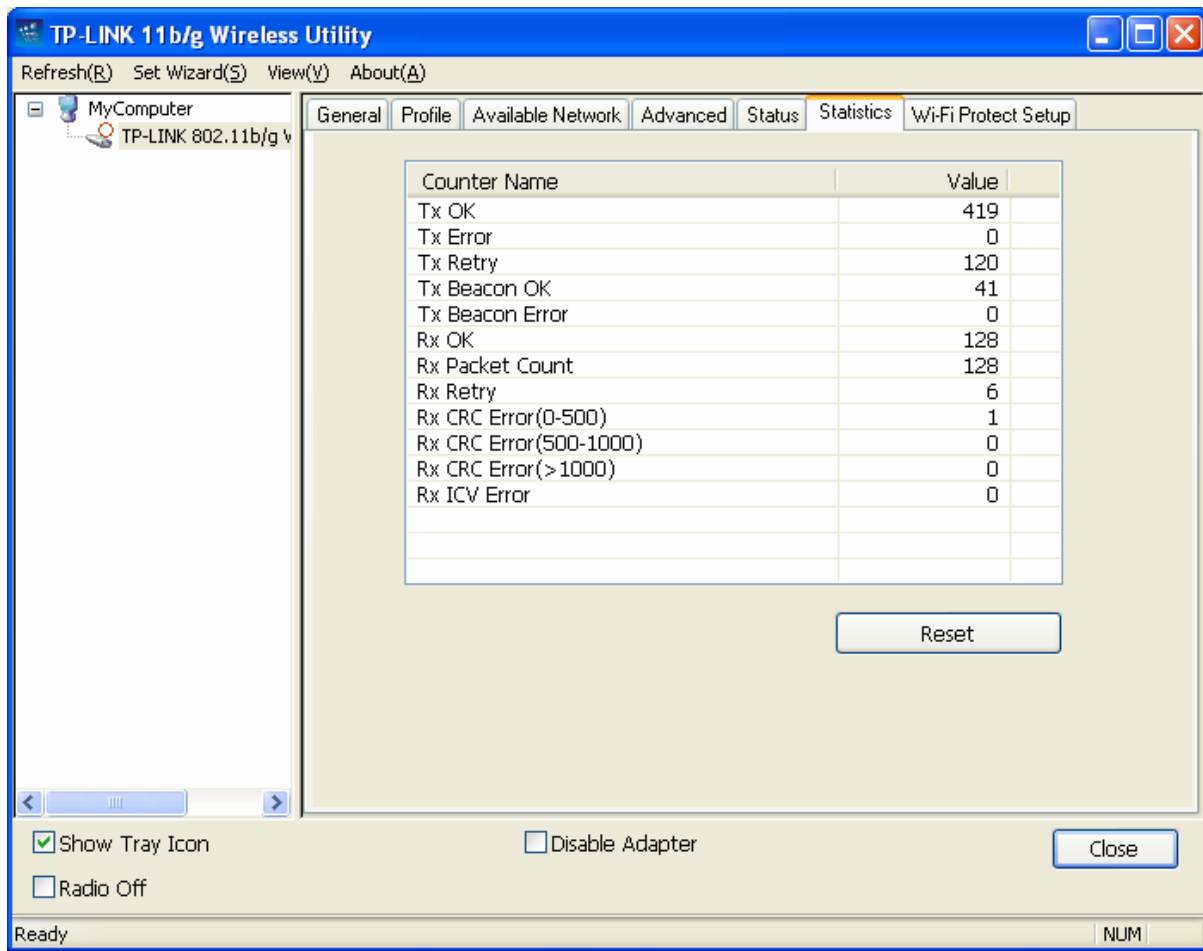 TP-LINK 11b/g Wireless Utility
Refresh(R) Set Wizard(S) View(V) About(A)
MyComputer
TP-LINK 802.11b/g
General Profile Available Network Advanced Status Statistics Wi-Fi Protect Setup
Counter Name Value
Tx OK 419
Tx Error 0
Tx Retry 120
Tx Beacon OK 41
Tx Beacon Error 0
Rx OK 128
Rx Packet Count 128
Rx Retry 6
Rx CRC Error(0-500) 1
Rx CRC Error(500-1000) 0
Rx CRC Error(>1000) 0
Rx ICV Error 0
Reset
Show Tray Icon Disable Adapter Close
Radio Off
Ready NUM